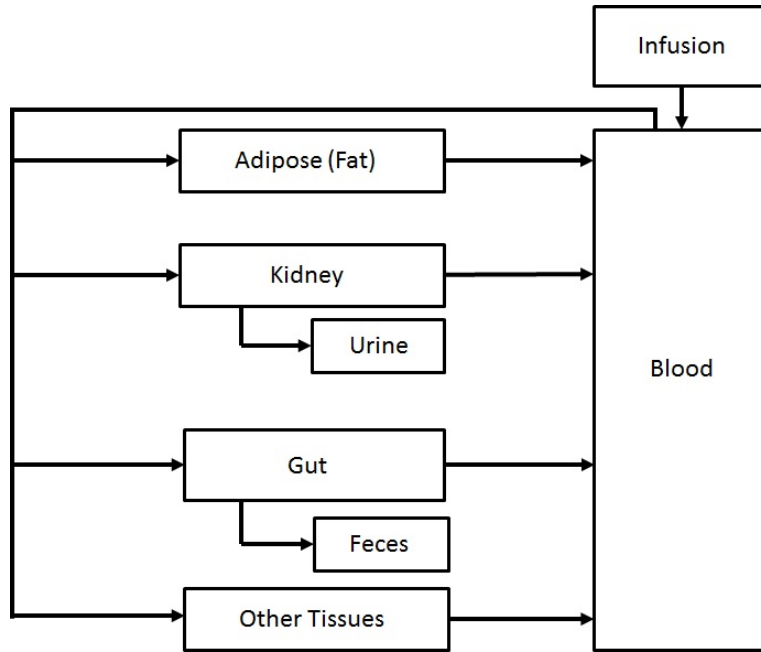 Infusion
Adipose (Fat)
Kidney
Urine
Blood
Gut
Feces
Other Tissues